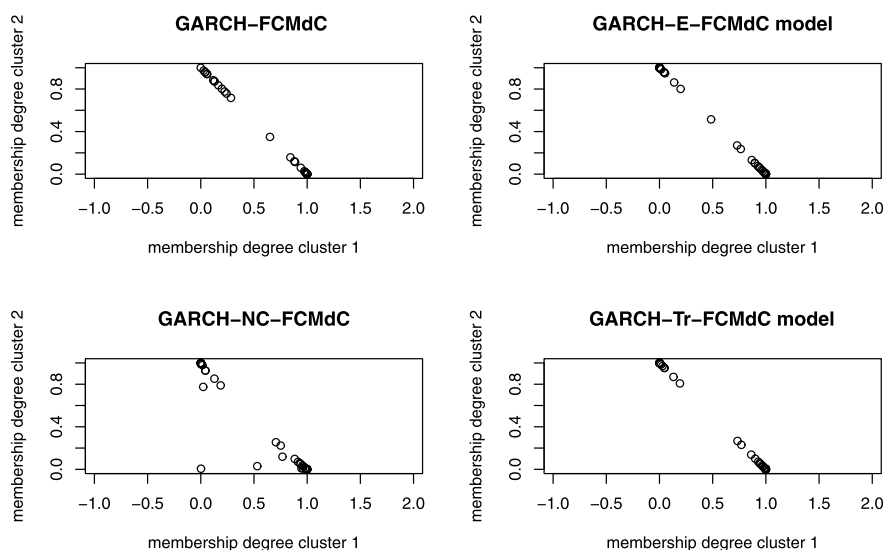 GARCH−FCMdC
membership degree cluster 2
0.0 0.4 0.8
−1.0 −0.5 0.0 0.5 1.0 1.5 2.0
membership degree cluster 1
GARCH−E−FCMdC model
membership degree cluster 2
0.0 0.4 0.8
−1.0 −0.5 0.0 0.5 1.0 1.5 2.0
membership degree cluster 1
GARCH−NC−FCMdC
membership degree cluster 2
0.0 0.4 0.8
−1.0 −0.5 0.0 0.5 1.0 1.5 2.0
membership degree cluster 1
GARCH−Tr−FCMdC model
membership degree cluster 2
0.0 0.4 0.8
−1.0 −0.5 0.0 0.5 1.0 1.5 2.0
membership degree cluster 1